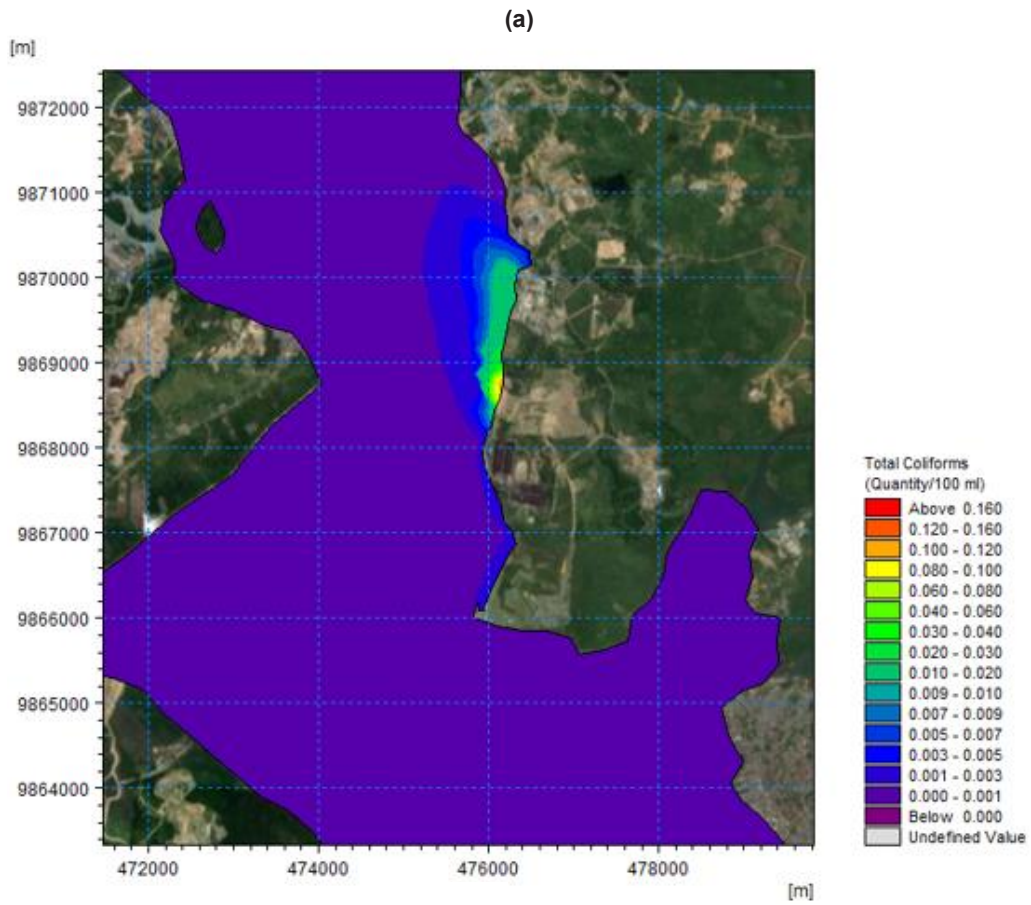 (a)
[m]
9872000
9871000
9870000
9869000
9868000
9867000
9866000
9865000
9864000
472000 474000 476000 478000
[m]
Total Coliforms
(Quantity/100 ml)
Above 0.160
0.120 - 0.160
0.100 - 0.120
0.080 - 0.100
0.060 - 0.080
0.040 - 0.060
0.030 - 0.040
0.020 - 0.030
0.010 - 0.020
0.009 - 0.010
0.007 - 0.009
0.005 - 0.007
0.003 - 0.005
0.001 - 0.003
0.000 - 0.001
Below 0.000
Undefined Value